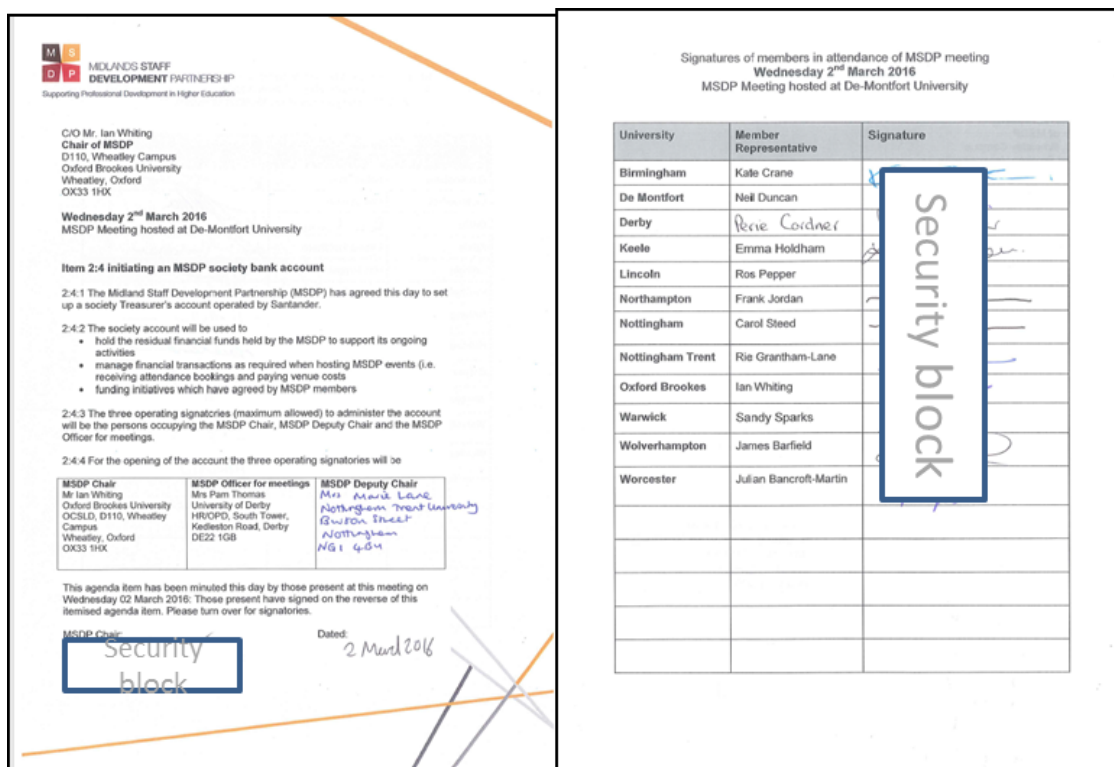 M S
D P
MIDLANDS STAFF
DEVELOPMENT PARTNERSHIP
Supporting Professional Development in Higher Education
C/O Mr. Ian Whiting
Chair of MSDP
D110, Wheatley Campus
Oxford Brookes University
Wheatley, Oxford
OX33 1HX
Wednesday 2nd March 2016
MSDP Meeting hosted at De-Montfort University
Item 2:4 initiating an MSDP society bank account
2:4:1 The Midland Staff Development Partnership (MSDP) has agreed this day to set
up a society Treasurer's account operated by Santander.
2:4:2 The society account will be used to
• hold the residual financial funds held by the MSDP to support its ongoing
activities
• manage financial transactions as required when hosting MSDP events (i.e.
receiving attendance bookings and paying venue costs
• funding initiatives which have agreed by MSDP members
2:4:3 The three operating signatories (maximum allowed) to administer the account
will be the persons occupying the MSDP Chair, MSDP Deputy Chair and the MSDP
Officer for meetings.
2:4:4 For the opening of the account the three operating signatories will be
MSDP Chair
Mr Ian Whiting
Oxford Brookes University
OCSLD, D110, Wheatley
Campus
Wheatley, Oxford
OX33 1HX
MSDP Officer for meetings
Mrs Pam Thomas
University of Derby
HR/OPD, South Tower,
Kedleston Road, Derby
DE22 1GB
MSDP Deputy Chair
Mrs Marie Lane
Nottingham Trent University
Burton Street
Nottingham
NG1 4BU
This agenda item has been minuted this day by those present at this meeting on
Wednesday 02 March 2016: Those present have signed on the reverse of this
itemised agenda item. Please turn over for signatories.
MSDP Chair: Dated:
Security
block
2 March 2016
Signatures of members in attendance of MSDP meeting
Wednesday 2nd March 2016
MSDP Meeting hosted at De-Montfort University
University Member Representative Signature
Birmingham Kate Crane
De Montfort Neil Duncan
Derby
Keele Emma Holdham
Lincoln Ros Pepper
Northampton Frank Jordan
Nottingham Carol Steed
Nottingham Trent Rie Grantham-Lane
Oxford Brookes Ian Whiting
Warwick Sandy Sparks
Wolverhampton James Barfield
Worcester Julian Bancroft-Martin
Security block